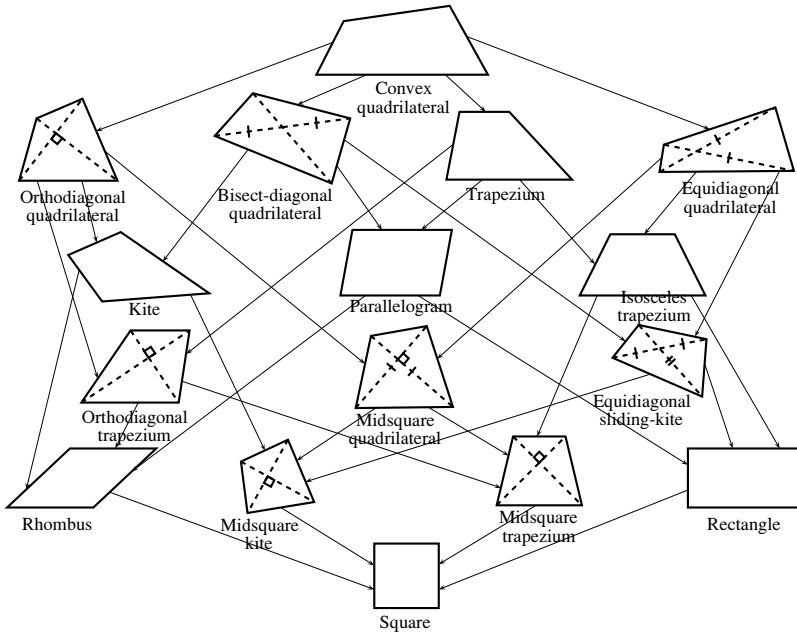 Convex
quadrilateral
Orthodiagonal
quadrilateral
Bisect-diagonal
quadrilateral
Trapezium
Equidiagonal
quadrilateral
Kite
Parallelogram
Isosceles
trapezium
Orthodiagonal
trapezium
Midsquare
quadrilateral
Equidiagonal
sliding-kite
Rhombus
Midsquare
kite
Midsquare
trapezium
Rectangle
Square